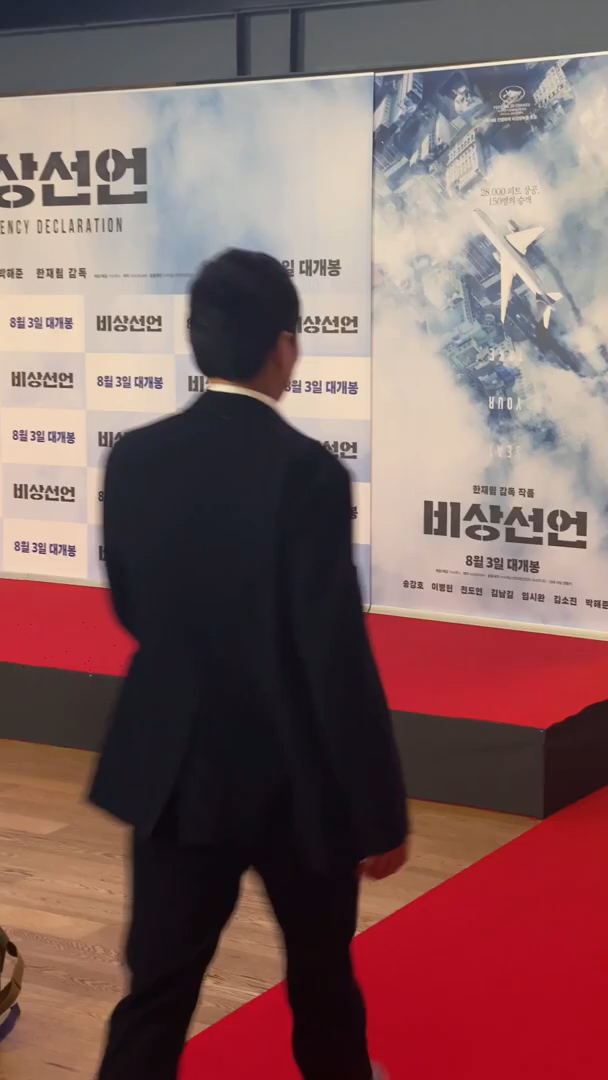 상선언
ENCY DECLARATION
박해준 한재림 감독
일 대개봉
8월 3일 대개봉
비상선언
상선언
비상선언
8월 3일 대개봉
비
8월 3일 대개봉
8월 3일 대개봉
비상
선언
비상선언
8월 3일 대개봉
28,000피트 상공,
150명의 승객
TAKE
YOUR
한재림 감독 작품
비상선언
8월 3일 대개봉
송강호 이병헌 전도연 김남길 임시완 김소진 박해준